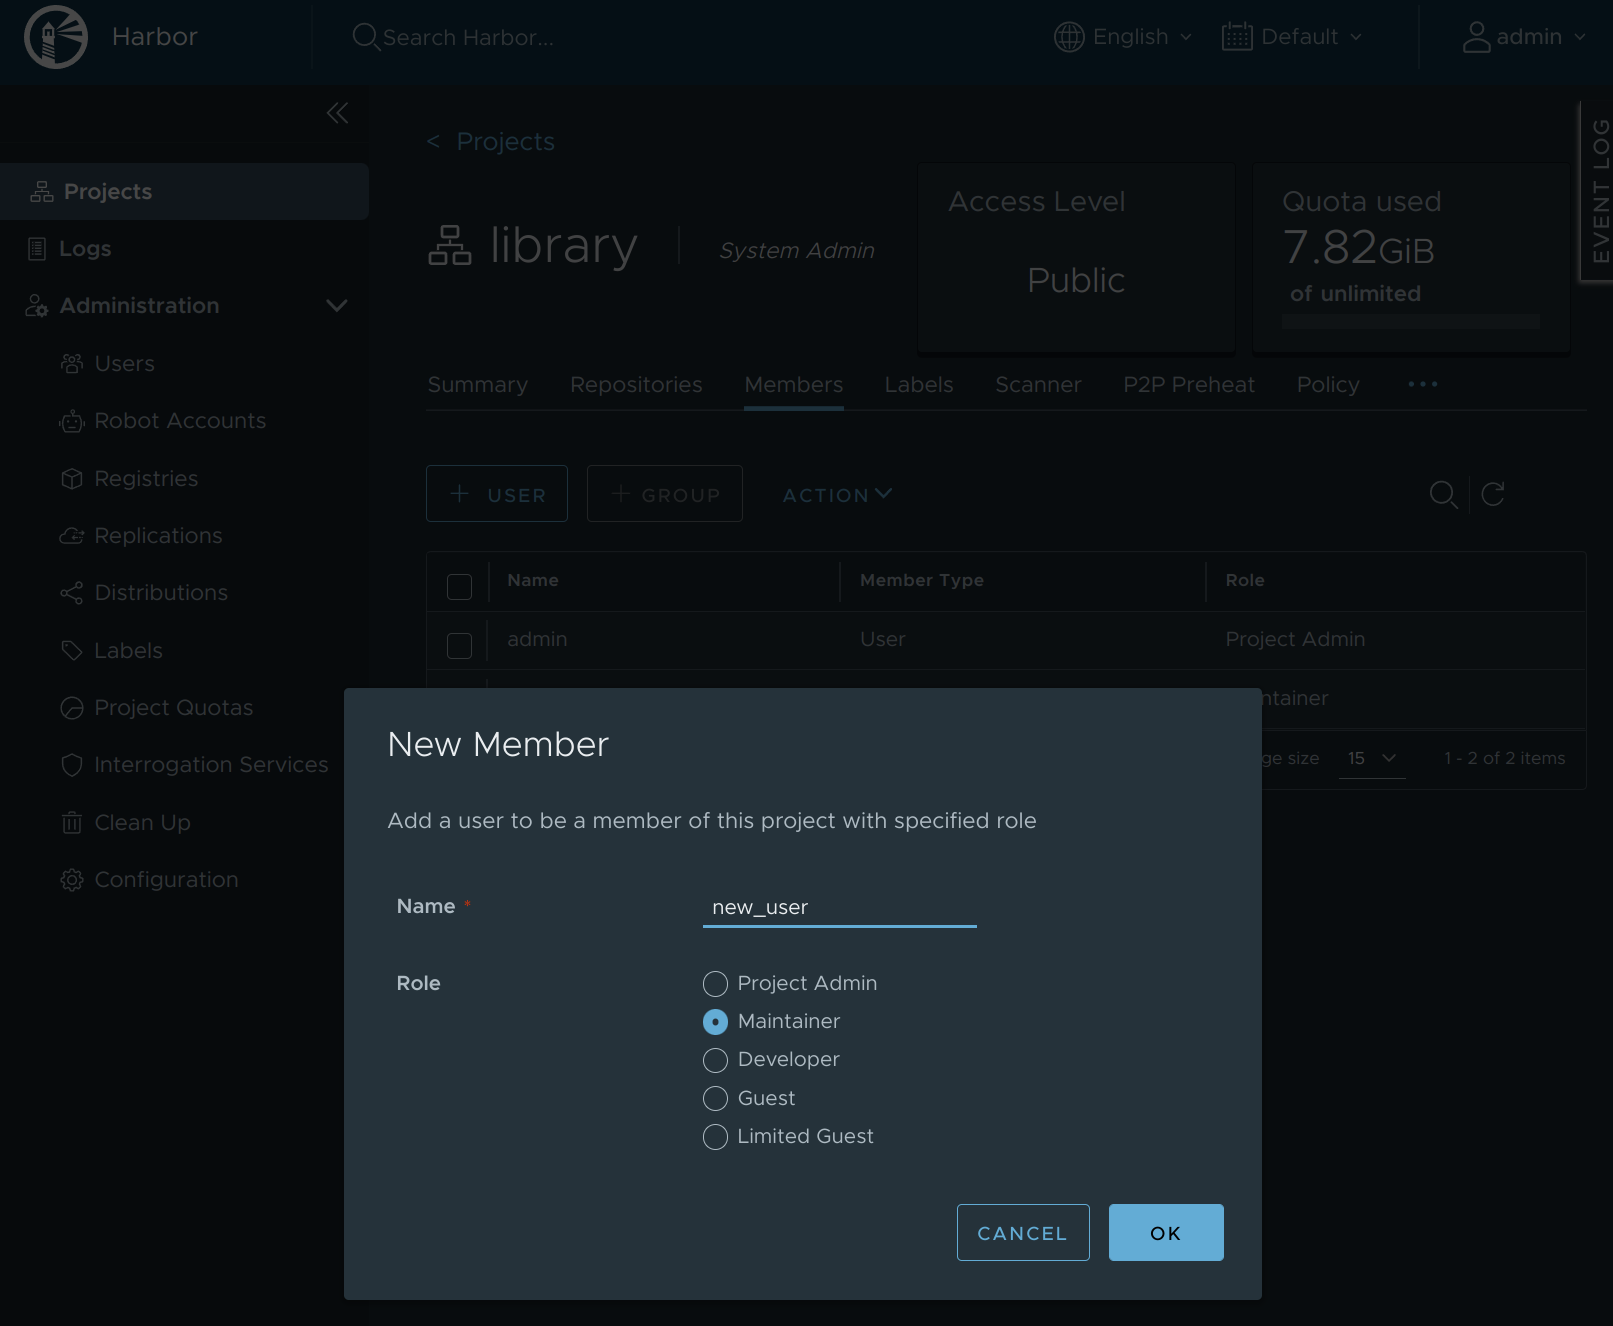 Harbor
Search Harbor...
English
Default
admin
EVENT LOG
Projects
Logs
Administration
Users
Robot Accounts
Registries
Replications
Distributions
Labels
Project Quotas
Interrogation Services
Clean Up
Configuration
< Projects
library
System Admin
Access Level
Public
Quota used
7.82GiB
of unlimited
Summary Repositories Members Labels Scanner P2P Preheat Policy ...
+ USER + GROUP ACTION
Name Member Type Role
admin User Project Admin
ntainer
ge size 15 1 - 2 of 2 items
New Member
Add a user to be a member of this project with specified role
Name * new_user
Role
Project Admin
Maintainer
Developer
Guest
Limited Guest
CANCEL OK